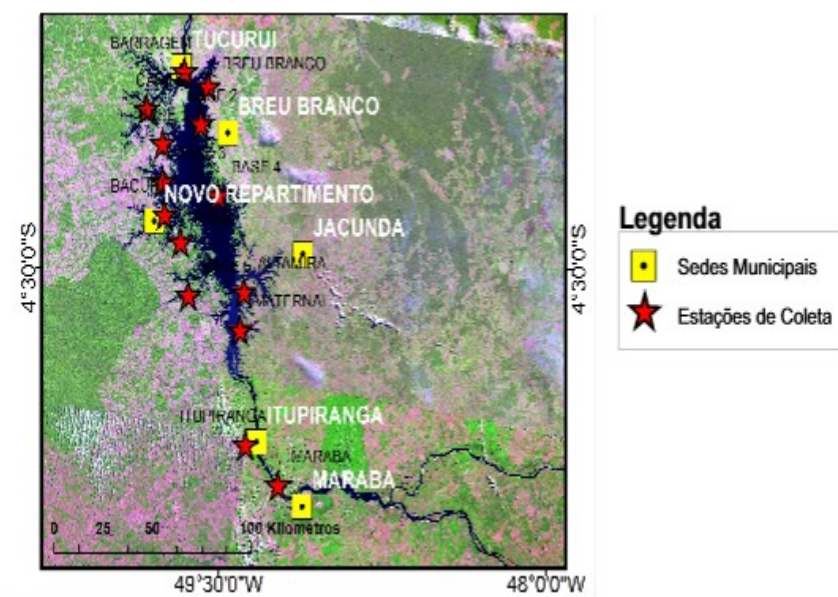 TUCURUI
BARRAGEM
BREU BRANCO
BREU BRANCO
BASE 4
NOVO REPARTIMENTO
JACUNDA
4°30'0"S
4°30'0"S
ITUPIRANGA
ITUPIRANGA
MARABA
MARABA
0 25 50 100 Kilometros
49°30'0"W
48°0'0"W
Legenda
Sedes Municipais
Estações de Coleta